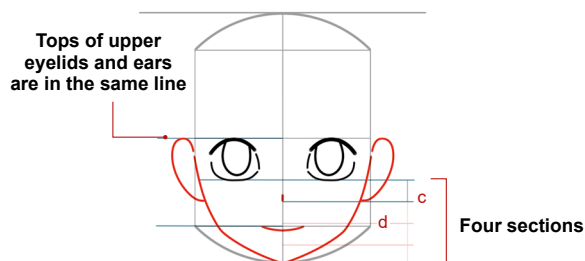 Tops of upper
eyelids and ears
are in the same line
c
d
Four sections